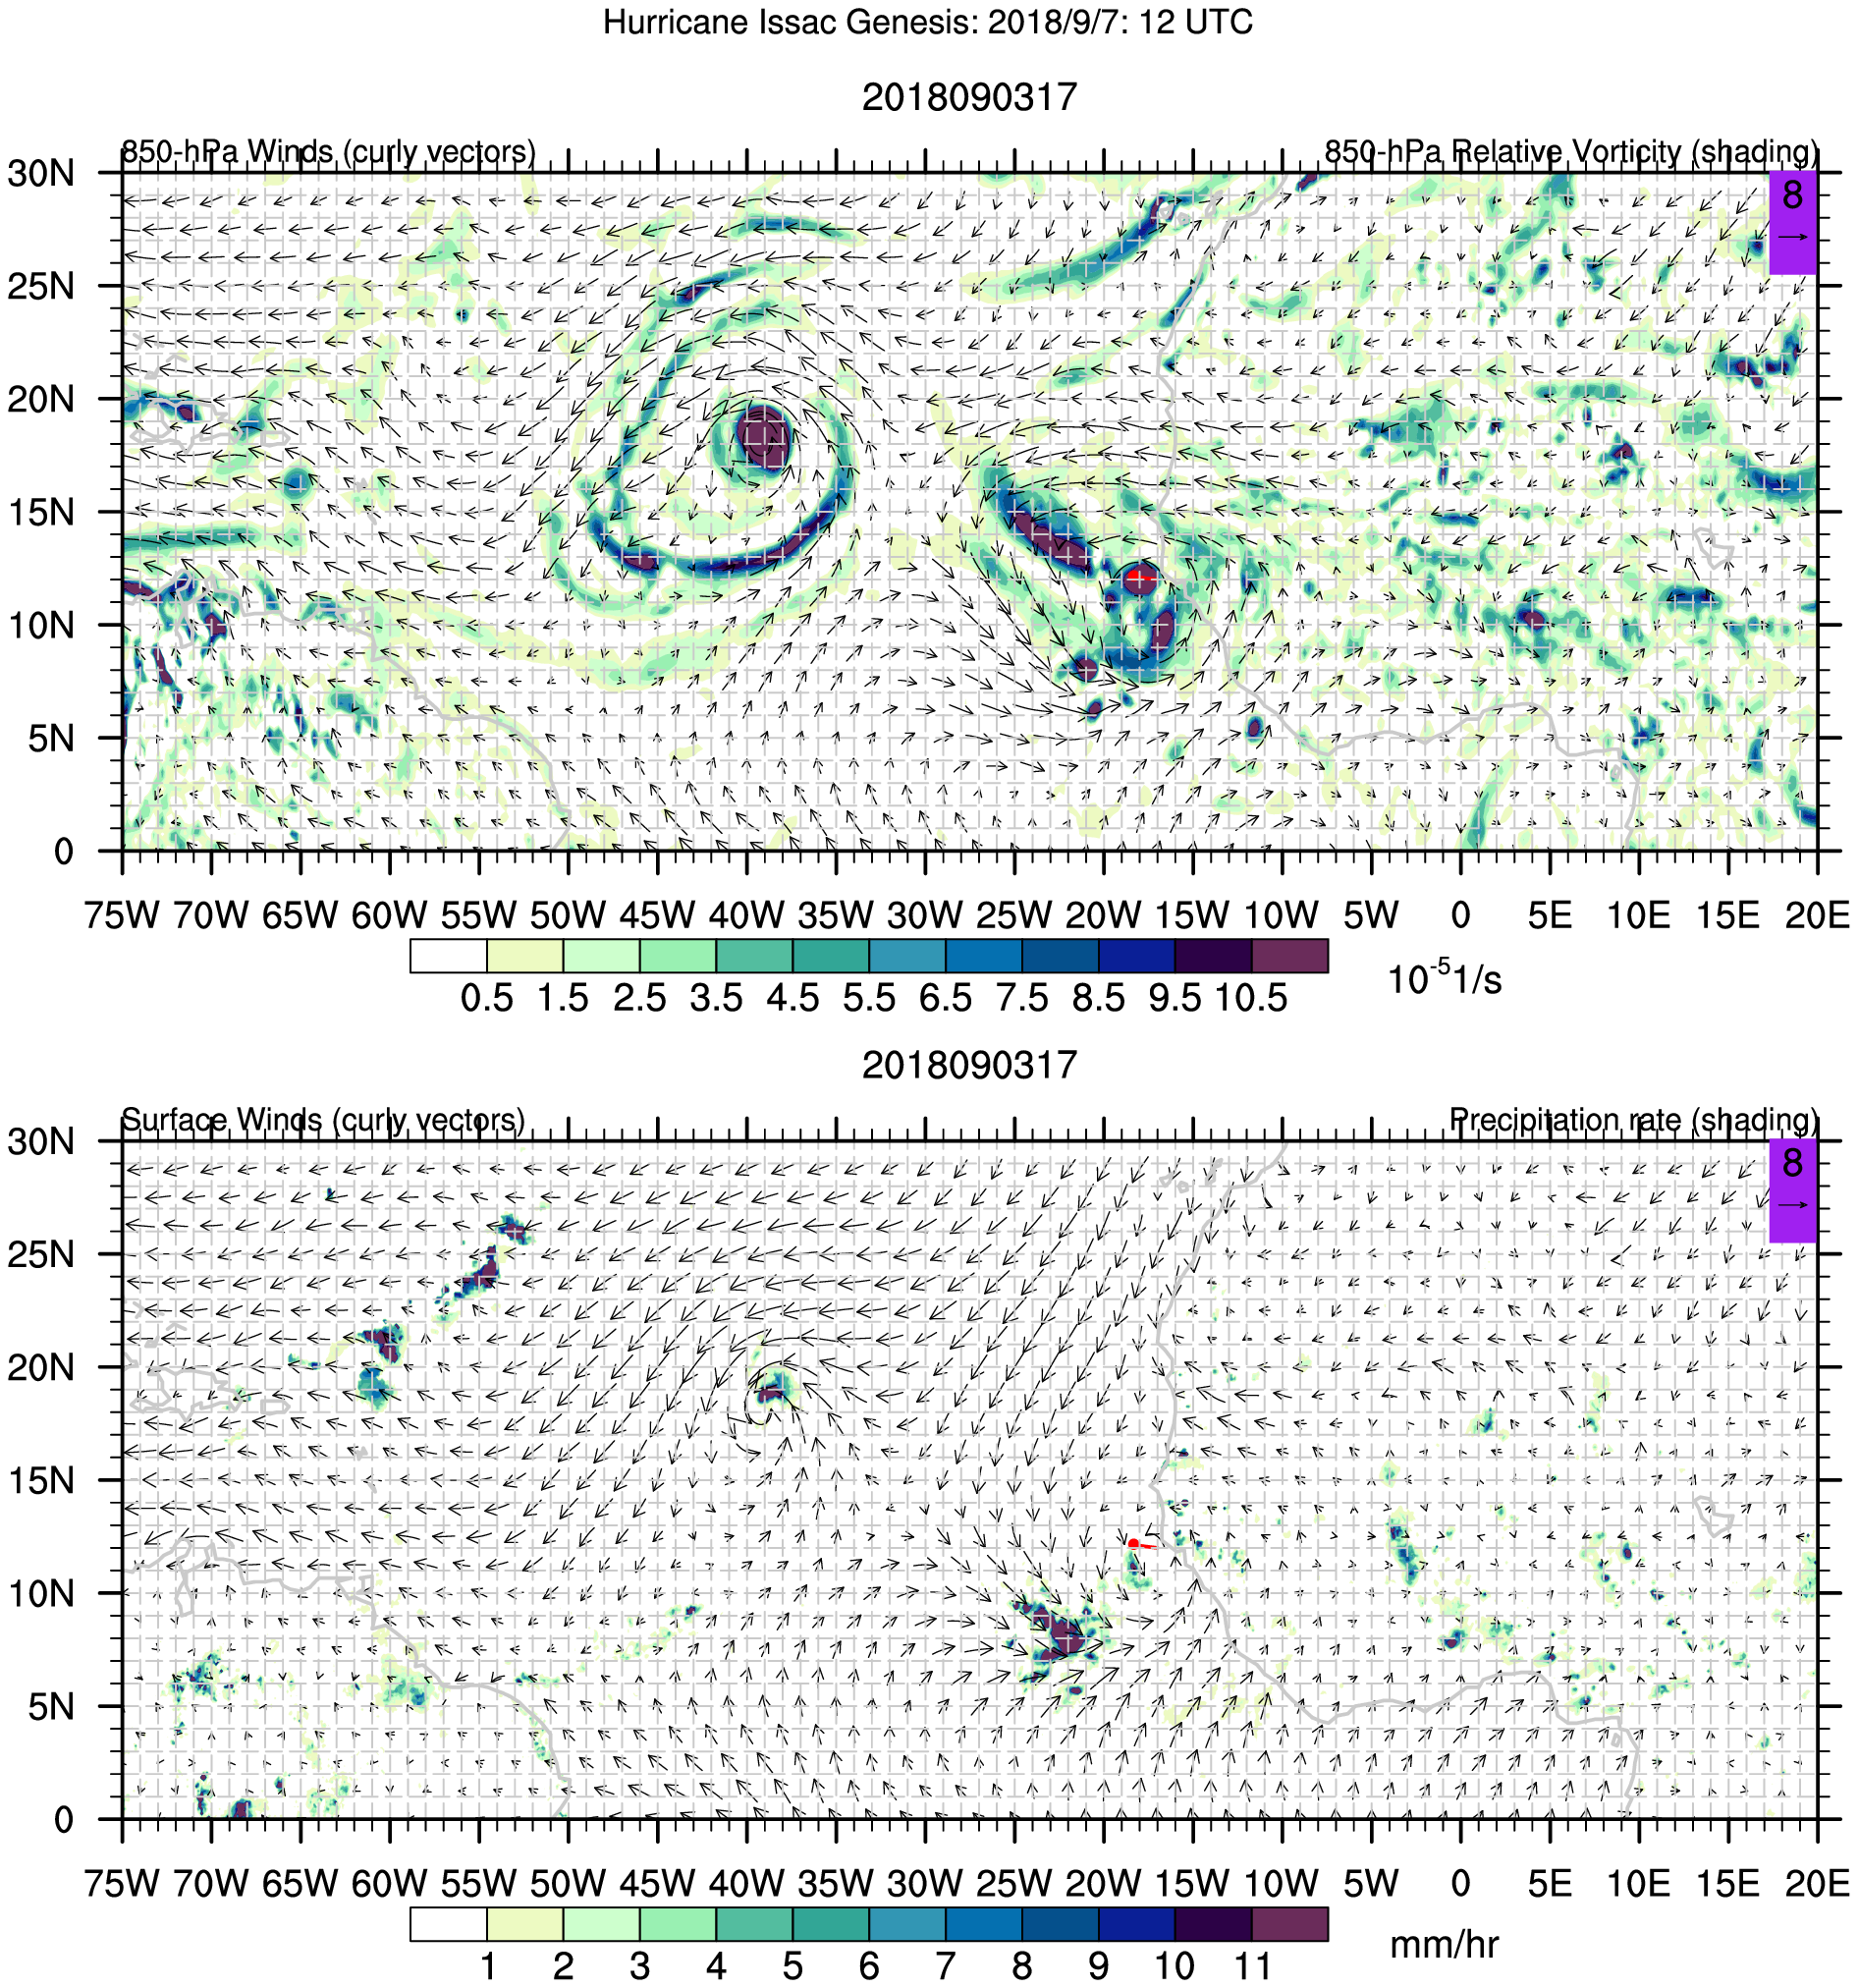 Hurricane Issac Genesis: 2018/9/7: 12 UTC
2018090317
850-hPa Winds (curly vectors)
850-hPa Relative Vorticity (shading)
8
30N
25N
20N
15N
10N
5N
0
75W 70W 65W 60W 55W 50W 45W 40W 35W 30W 25W 20W 15W 10W 5W 0 5E 10E 15E 20E
0.5 1.5 2.5 3.5 4.5 5.5 6.5 7.5 8.5 9.5 10.5
10⁻⁵1/s
2018090317
Surface Winds (curly vectors)
Precipitation rate (shading)
8
30N
25N
20N
15N
10N
5N
0
75W 70W 65W 60W 55W 50W 45W 40W 35W 30W 25W 20W 15W 10W 5W 0 5E 10E 15E 20E
1 2 3 4 5 6 7 8 9 10 11
mm/hr